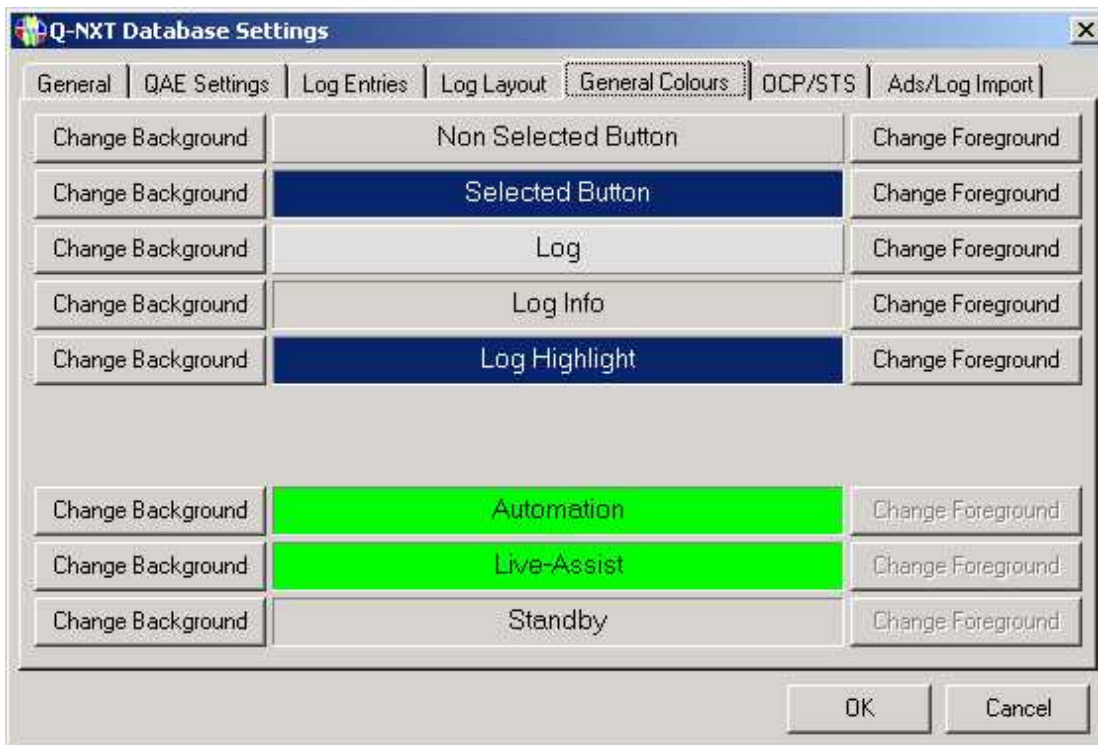 Q-NXT Database Settings
General QAE Settings Log Entries Log Layout General Colours OCP/STS Ads/Log Import
Change Background Non Selected Button Change Foreground
Change Background Selected Button Change Foreground
Change Background Log Change Foreground
Change Background Log Info Change Foreground
Change Background Log Highlight Change Foreground
Change Background Automation Change Foreground
Change Background Live-Assist Change Foreground
Change Background Standby Change Foreground
OK Cancel